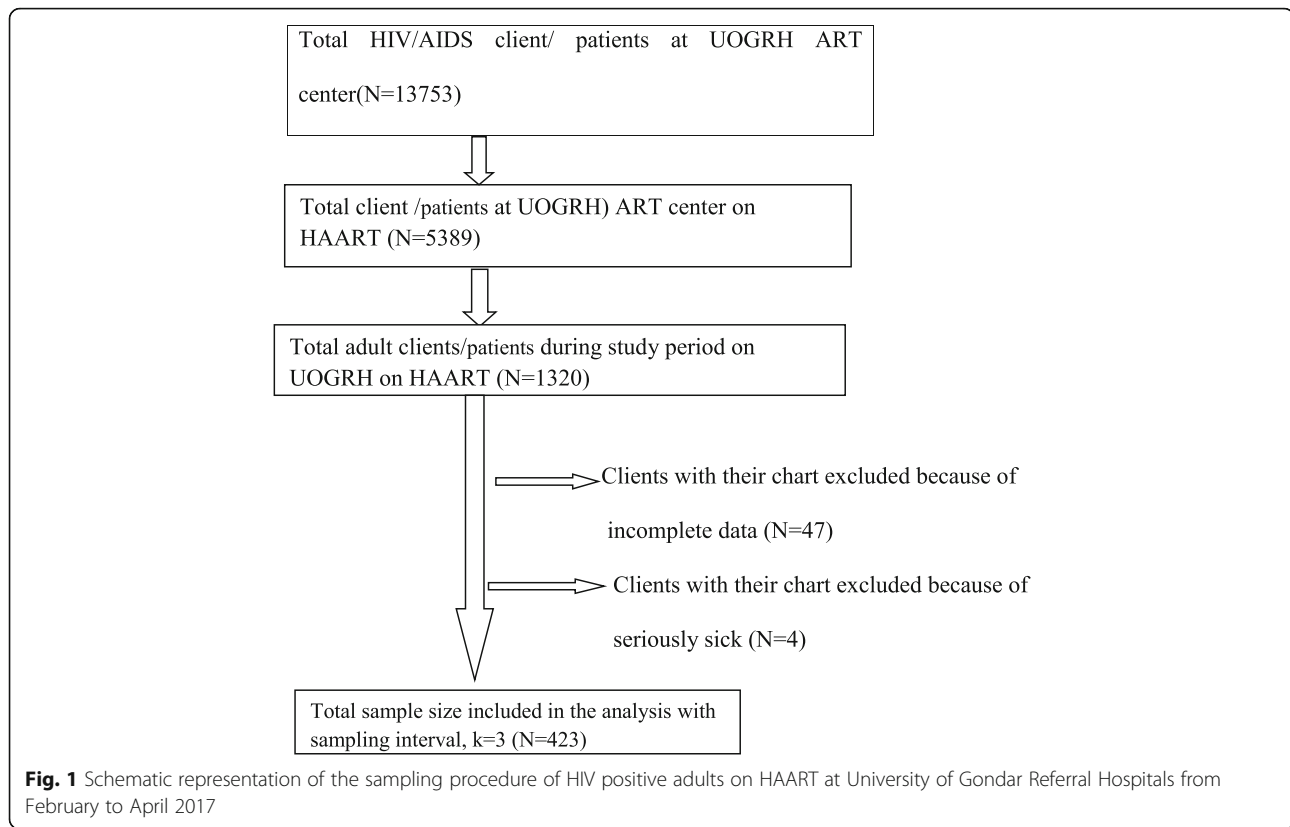 Total HIV/AIDS client/ patients at UOGRH ART
center(N=13753)
Total client /patients at UOGRH) ART center on
HAART (N=5389)
Total adult clients/patients during study period on
UOGRH on HAART (N=1320)
Clients with their chart excluded because of
incomplete data (N=47)
Clients with their chart excluded because of
seriously sick (N=4)
Total sample size included in the analysis with
sampling interval, k=3 (N=423)
Fig. 1 Schematic representation of the sampling procedure of HIV positive adults on HAART at University of Gondar Referral Hospitals from
February to April 2017